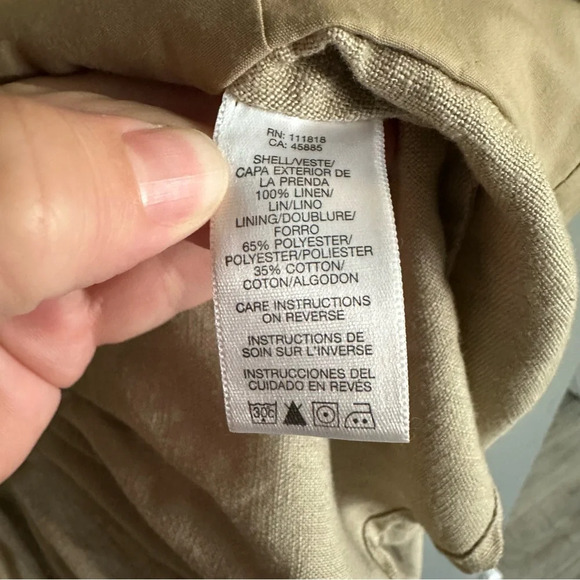 RN: 111818
CA: 45885
SHELL/VESTE/
CAPA EXTERIOR DE
LA PRENDA
100% LINEN/
LIN/LINO
LINING/DOUBLURE/
FORRO
65% POLYESTER/
POLYESTER/POLIESTER
35% COTTON/
COTON/ALGODON
CARE INSTRUCTIONS
ON REVERSE
INSTRUCTIONS DE
SOIN SUR L'INVERSE
INSTRUCCIONES DEL
CUIDADO EN REVÉS
30C